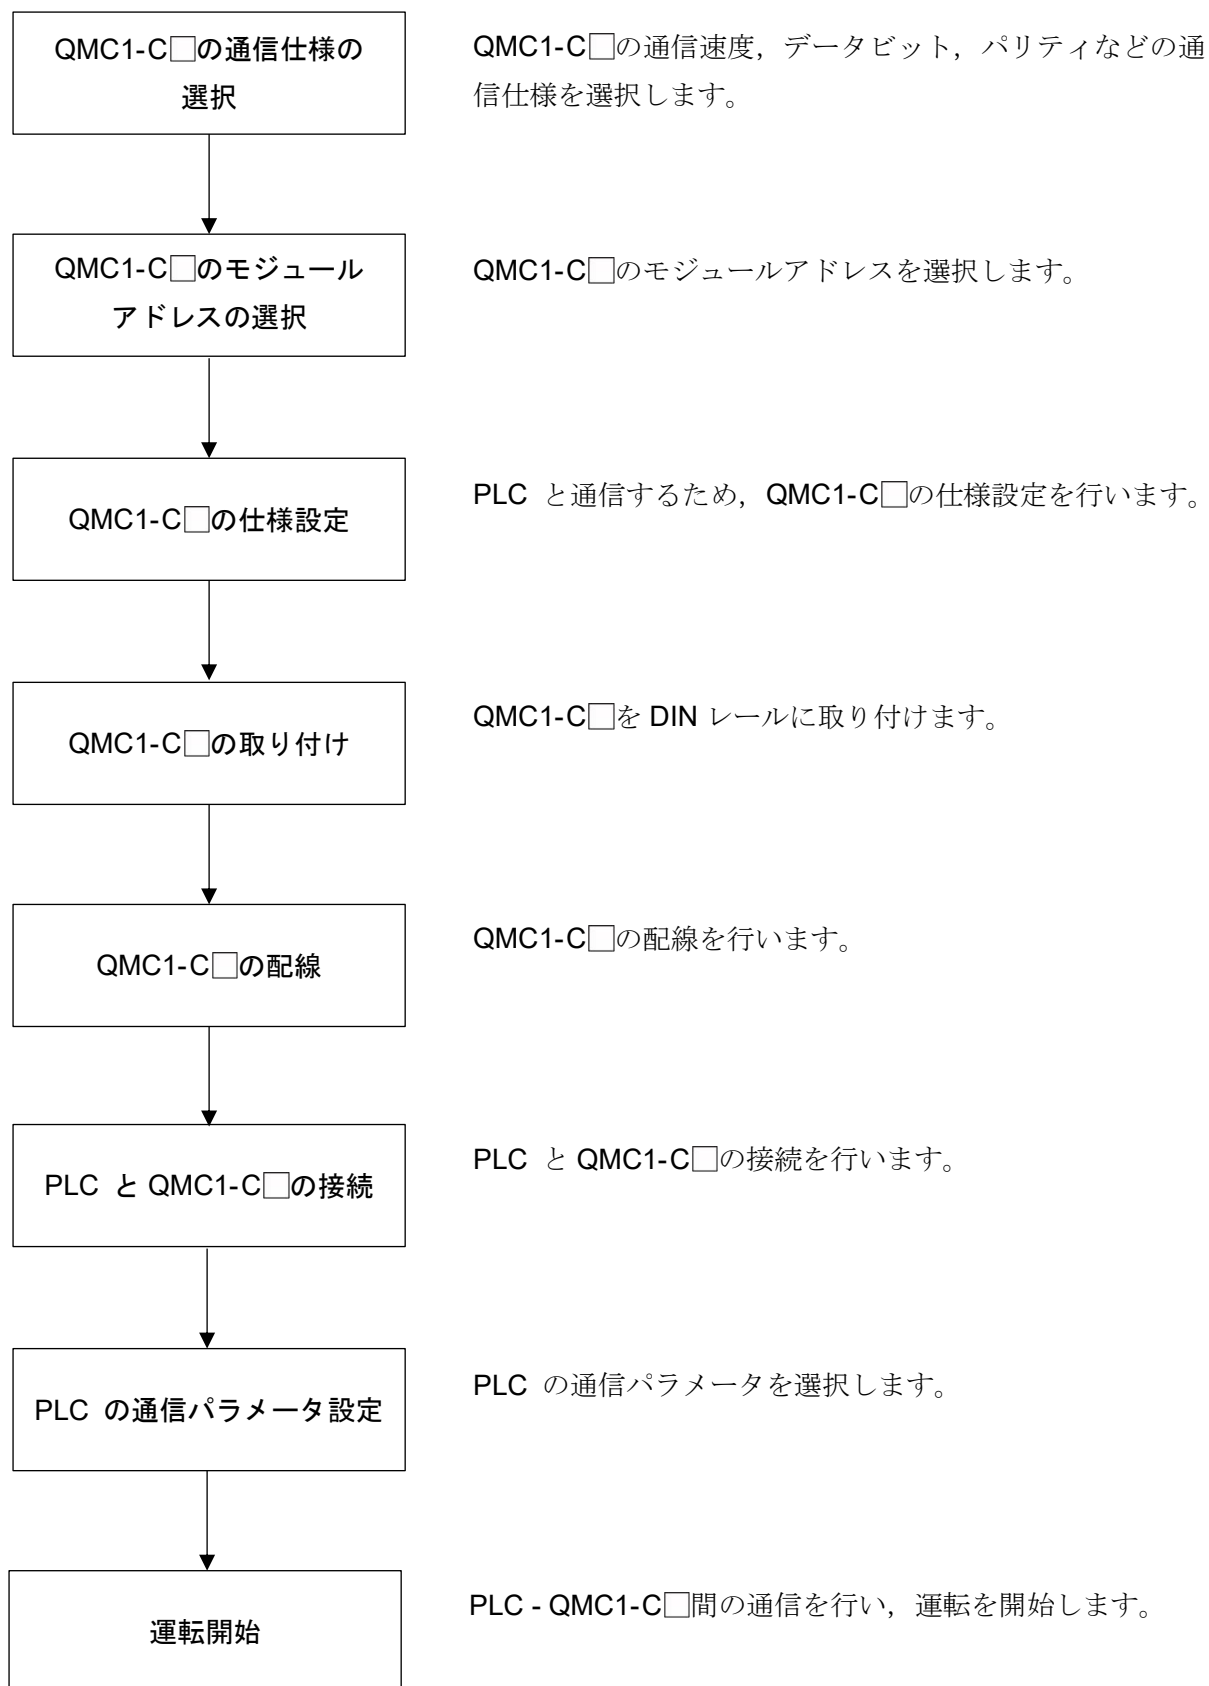 QMC1-C□の通信仕様の
選択
QMC1-C□の通信速度，データビット，パリティなどの通
信仕様を選択します。
QMC1-C□のモジュール
アドレスの選択
QMC1-C□のモジュールアドレスを選択します。
QMC1-C□の仕様設定
PLC と通信するため，QMC1-C□の仕様設定を行います。
QMC1-C□の取り付け
QMC1-C□を DIN レールに取り付けます。
QMC1-C□の配線
QMC1-C□の配線を行います。
PLC と QMC1-C□の接続
PLC と QMC1-C□の接続を行います。
PLC の通信パラメータ設定
PLC の通信パラメータを選択します。
運転開始
PLC - QMC1-C□間の通信を行い，運転を開始します。